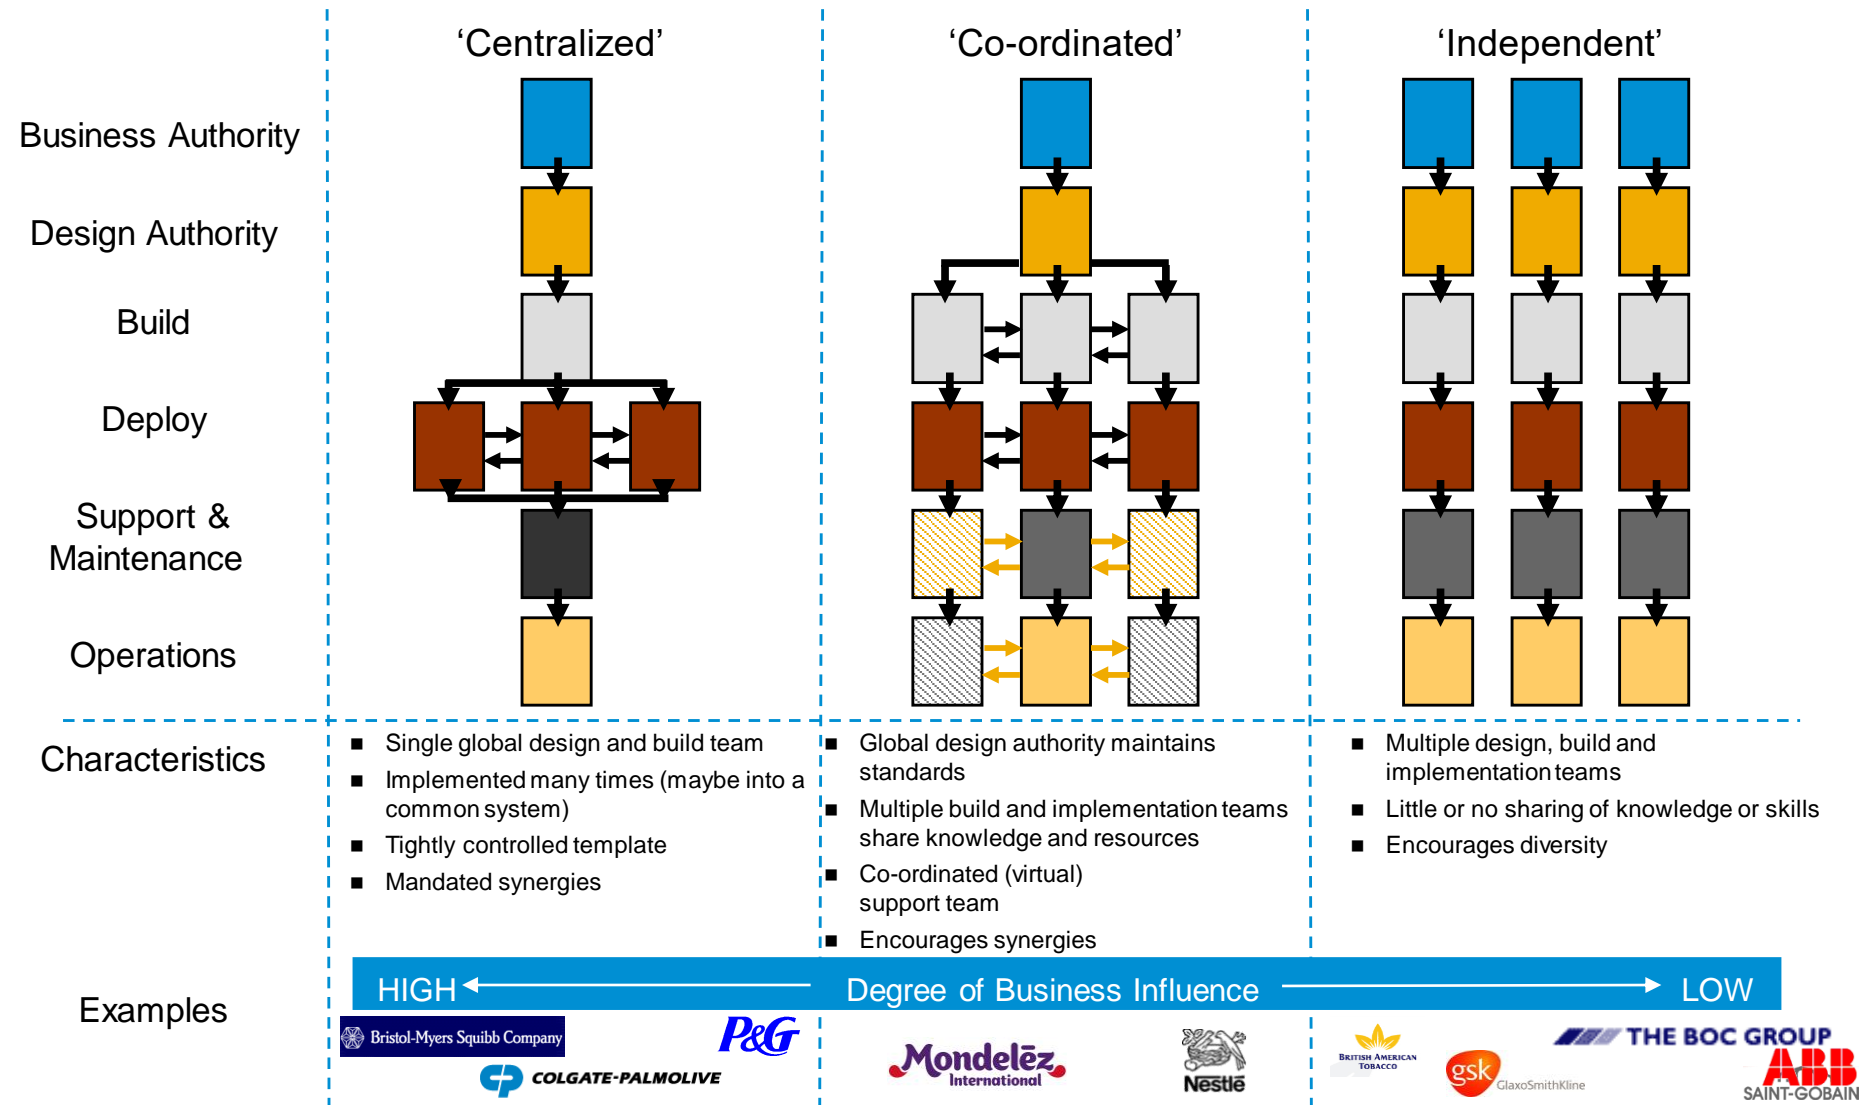 ‘Centralized’
‘Co-ordinated’
‘Independent’
Business Authority
Design Authority
Build
Deploy
Support &
Maintenance
Operations
Characteristics
■ Single global design and build team
■ Implemented many times (maybe into a
common system)
■ Tightly controlled template
■ Mandated synergies
■ Global design authority maintains
standards
■ Multiple build and implementation teams
share knowledge and resources
■ Co-ordinated (virtual)
support team
■ Encourages synergies
■ Multiple design, build and
implementation teams
■ Little or no sharing of knowledge or skills
■ Encourages diversity
HIGH
Degree of Business Influence
LOW
Examples
Bristol-Myers Squibb Company
P&G
COLGATE-PALMOLIVE
Mondelēz
International
Nestlē
BRITISH AMERICAN
TOBACCO
gsk
GlaxoSmithKline
THE BOC GROUP
ABB
SAINT-GOBAIN